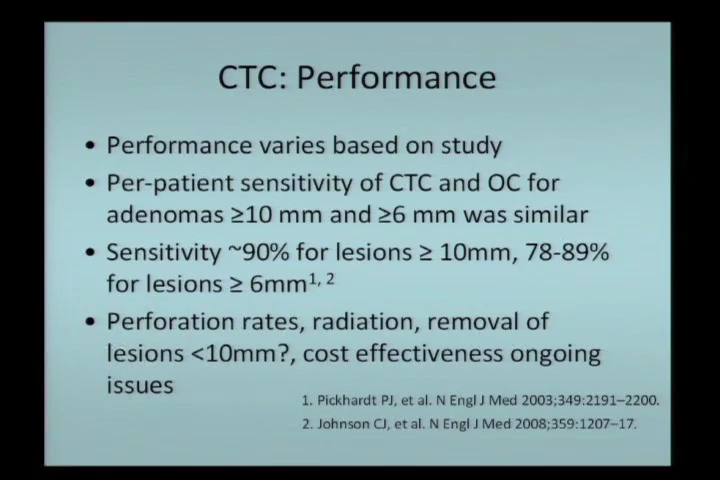 CTC: Performance
• Performance varies based on study
• Per-patient sensitivity of CTC and OC for
adenomas ≥10 mm and ≥6 mm was similar
• Sensitivity ~90% for lesions ≥ 10mm, 78-89%
for lesions ≥ 6mm1, 2
• Perforation rates, radiation, removal of
lesions <10mm?, cost effectiveness ongoing
issues
1. Pickhardt PJ, et al. N Engl J Med 2003;349:2191–2200.
2. Johnson CJ, et al. N Engl J Med 2008;359:1207–17.